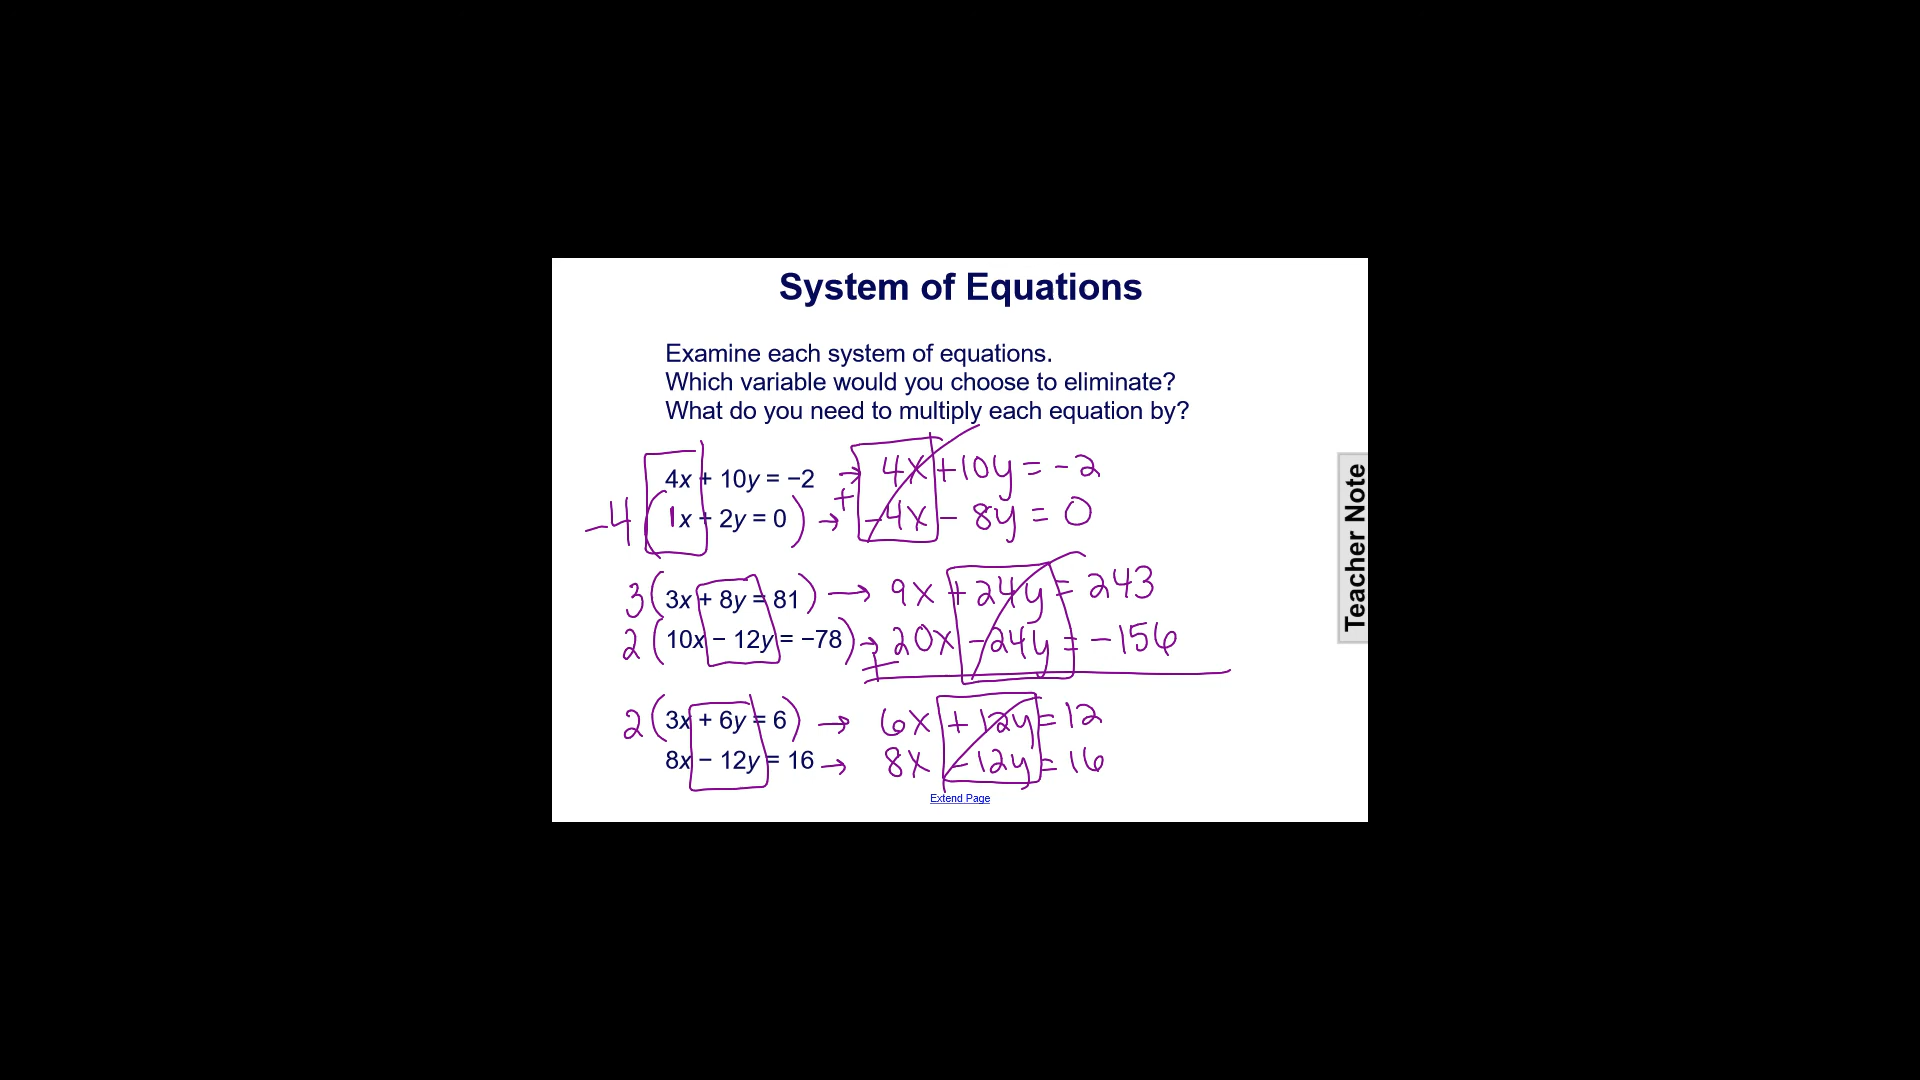 System of Equations
Examine each system of equations.
Which variable would you choose to eliminate?
What do you need to multiply each equation by?
4x + 10y = −2 → 4x + 10y = -2
-4 ( 1x + 2y = 0 ) → + -4x - 8y = 0
3 ( 3x + 8y = 81 ) → 9x + 24y = 243
2 ( 10x − 12y = −78 ) → + 20x - 24y = -156
2 ( 3x + 6y = 6 ) → 6x + 12y = 12
8x − 12y = 16 → 8x - 12y = 16
Extend Page
Teacher Note